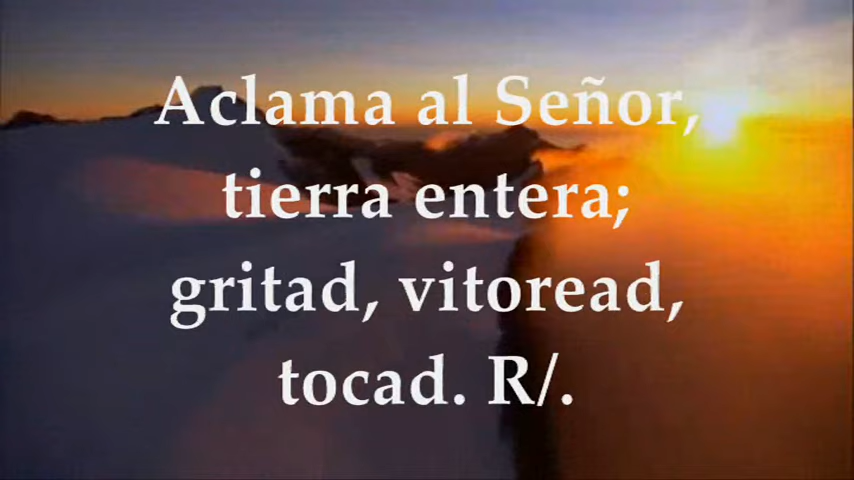 Aclama al Señor,
tierra entera;
gritad, vitoread,
tocad. R/.